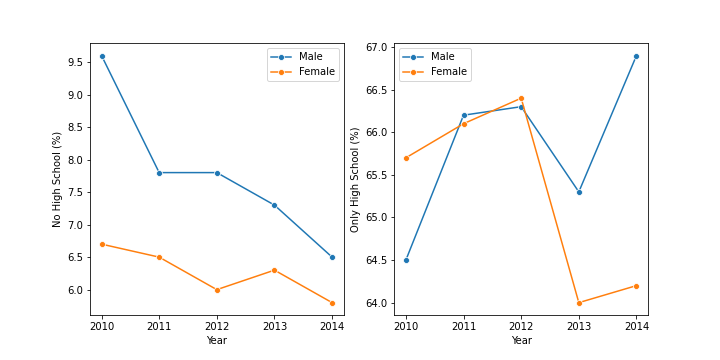 Male
Female
No High School (%)
9.5
9.0
8.5
8.0
7.5
7.0
6.5
6.0
2010 2011 2012 2013 2014
Year
Male
Female
Only High School (%)
67.0
66.5
66.0
65.5
65.0
64.5
64.0
2010 2011 2012 2013 2014
Year